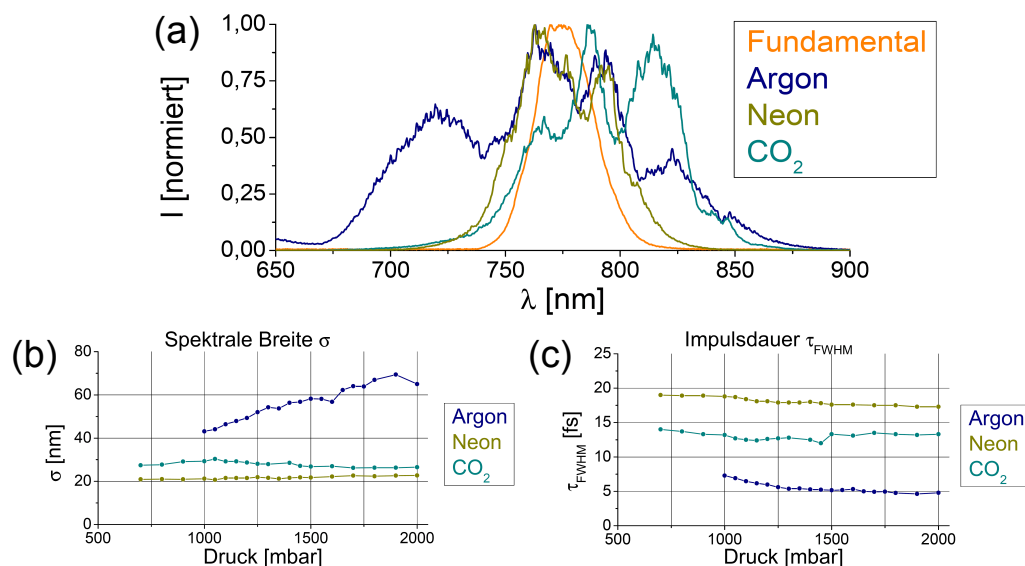 (a)
1,00
0,75
0,50
0,25
0,00
I [normiert]
650
700
750
800
850
900
λ [nm]
Fundamental
Argon
Neon
CO₂
(b)
Spektrale Breite σ
80
60
40
20
0
σ [nm]
500
1000
1500
2000
Druck [mbar]
Argon
Neon
CO₂
(c)
Impulsdauer τFWHM
25
20
15
10
5
0
τFWHM [fs]
500
1000
1500
2000
Druck [mbar]
Argon
Neon
CO₂